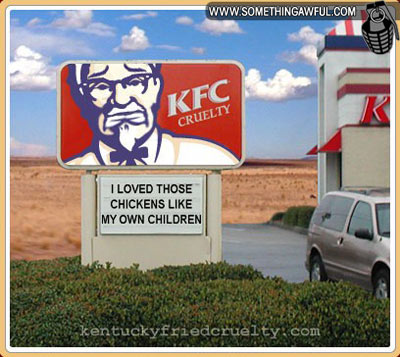 WWW.SOMETHINGAWFUL.COM
KFC
CRUELTY
K
I LOVED THOSE
CHICKENS LIKE
MY OWN CHILDREN
kentuckyfriedcruelty.com